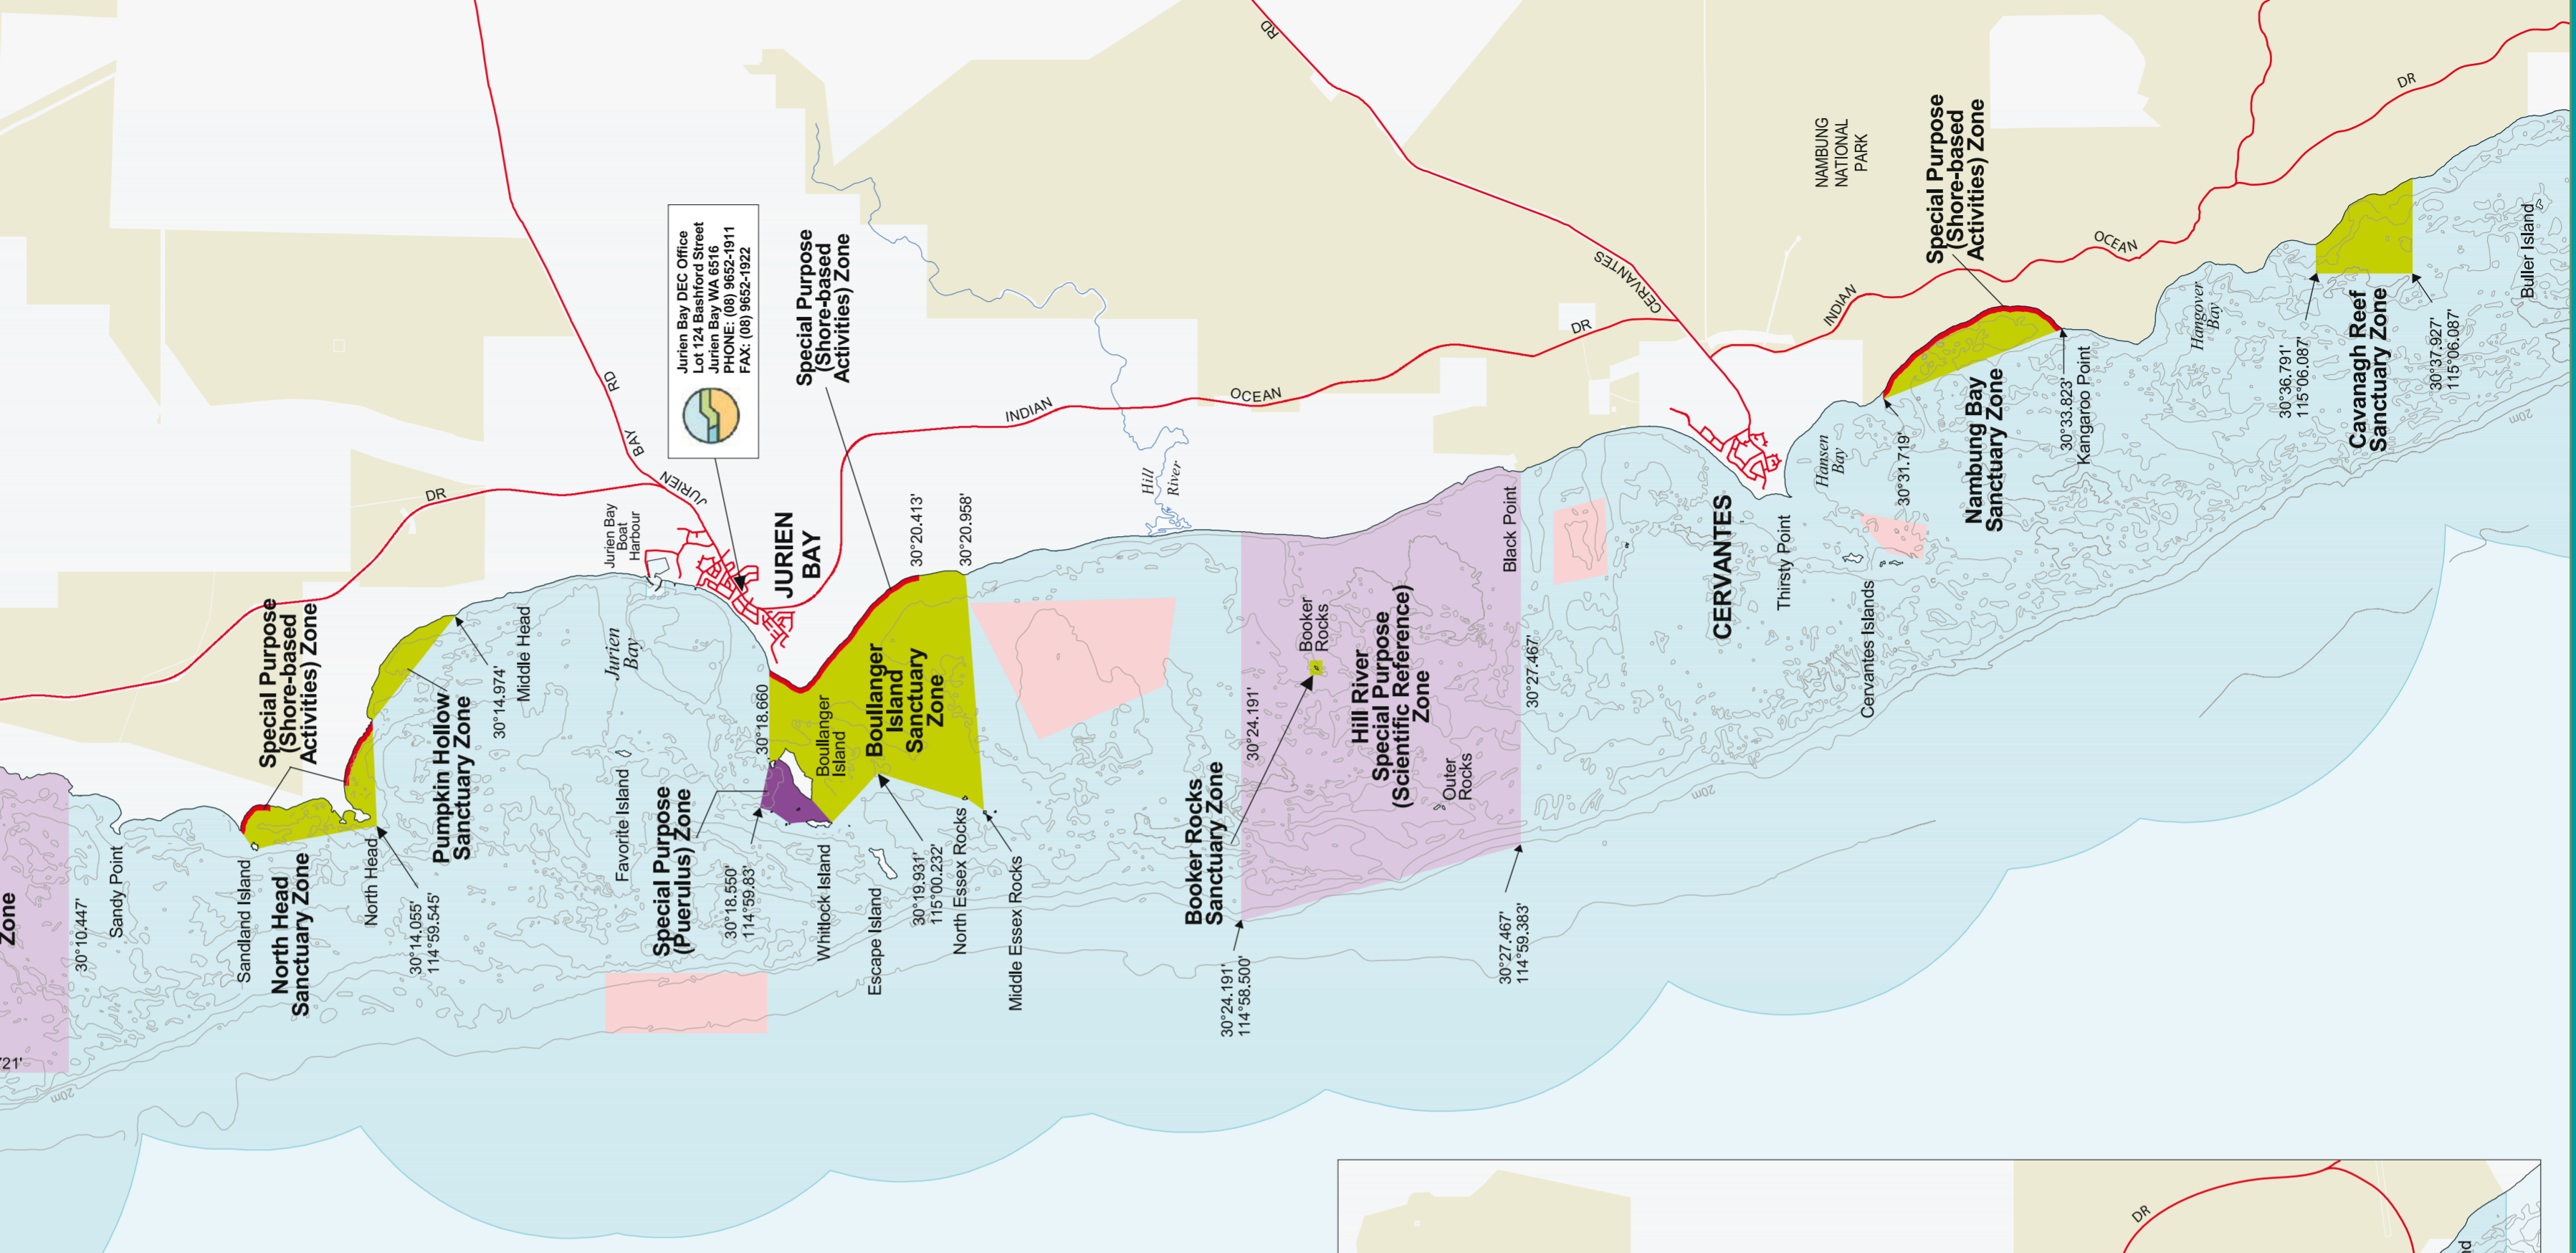 Zone
30°10.447'
Sandy Point
Sandland Island
North Head
Sanctuary Zone
Special Purpose
(Shore-based
Activities) Zone
North Head
30°14.055'
114°59.545'
Pumpkin Hollow
Sanctuary Zone
30°14.974'
Middle Head
DR
RD
BAY
JURIEN
Jurien Bay
Boat
Harbour
Jurien
Bay
Favorite Island
Special Purpose
(Puerulus) Zone
Jurien Bay DEC Office
Lot 124 Bashford Street
Jurien Bay WA 6516
PHONE: (08) 9652-1911
FAX: (08) 9652-1922
JURIEN
BAY
Special Purpose
(Shore-based
Activities) Zone
30°18.660
30°18.550'
114°59.83'
Boullanger
Island
Whitlock Island
Boullanger
Island
Sanctuary
Zone
Escape Island
30°20.413'
30°20.958'
30°19.931'
115°00.232'
North Essex Rocks
Middle Essex Rocks
INDIAN
OCEAN
DR
Hill
River
RD
CERVANTES
Booker Rocks
Sanctuary Zone
30°24.191'
30°24.191'
114°58.500'
Booker
Rocks
Hill River
Special Purpose
(Scientific Reference)
Zone
Outer
Rocks
Black Point
30°27.467'
30°27.467'
114°59.383'
20m
CERVANTES
Thirsty Point
Hansen
Bay
Cervantes Islands
NAMBUNG
NATIONAL
PARK
INDIAN
OCEAN
DR
Special Purpose
(Shore-based
Activities) Zone
30°31.719'
Nambung Bay
Sanctuary Zone
30°33.823'
Kangaroo Point
Hangover
Bay
30°36.791'
115°06.087'
Cavanagh Reef
Sanctuary Zone
30°37.927'
115°06.087'
Buller Island
20m
20m
DR